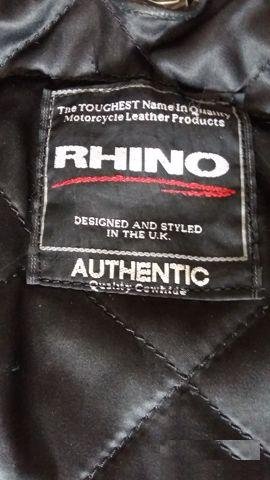 The TOUGHEST Name In Quality
Motorcycle Leather Products
RHINO
DESIGNED AND STYLED
IN THE U.K.
AUTHENTIC
Quality Cowhide